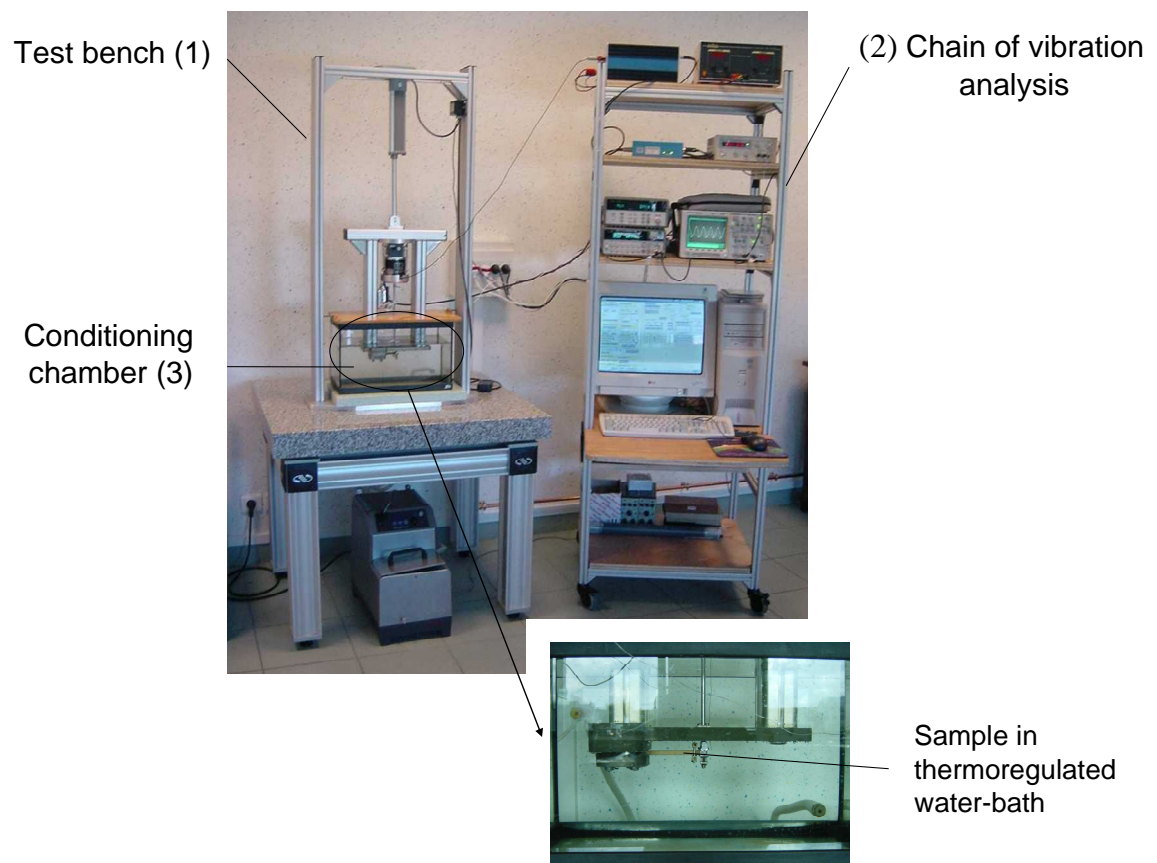 Test bench (1)
(2) Chain of vibration
analysis
Conditioning
chamber (3)
Sample in
thermoregulated
water-bath